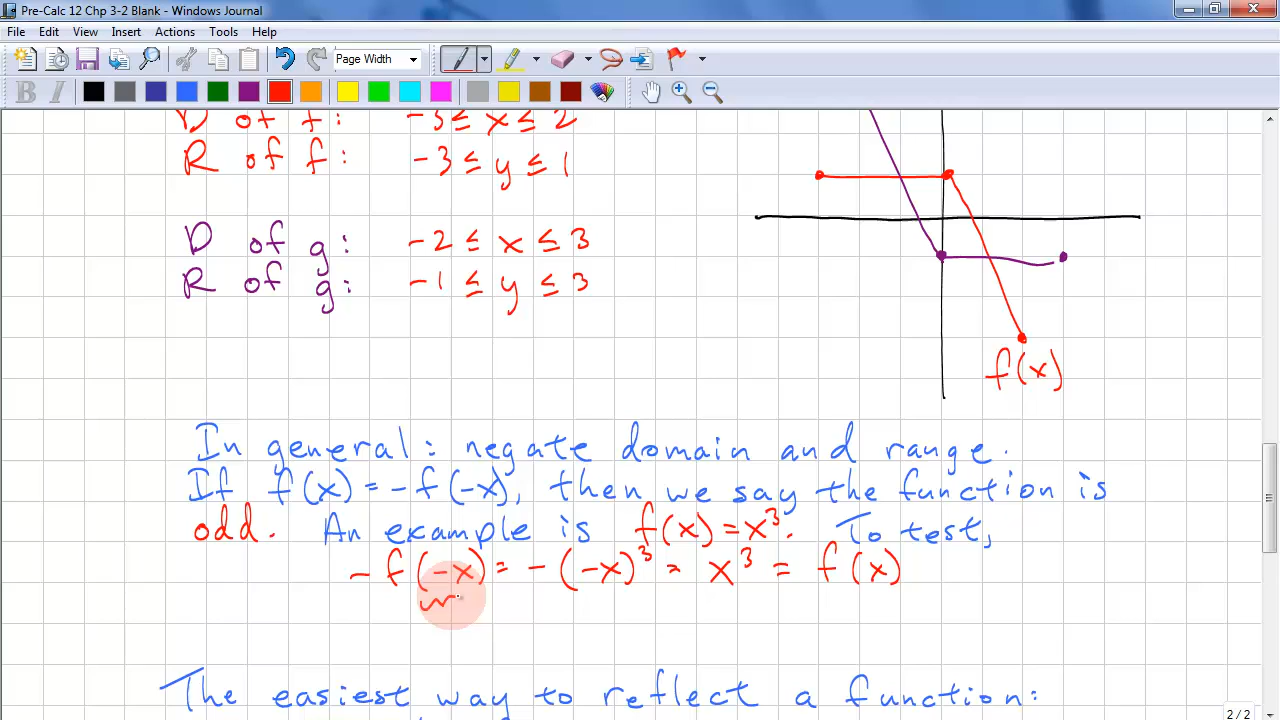 Pre-Calc 12 Chp 3-2 Blank - Windows Journal
File Edit View Insert Actions Tools Help
Page Width
B I
D of f: -3 ≤ x ≤ 2
R of f: -3 ≤ y ≤ 1
D of g: -2 ≤ x ≤ 3
R of g: -1 ≤ y ≤ 3
f(x)
In general: negate domain and range.
If f(x) = -f(-x), then we say the function is
odd. An example is f(x) = x³. To test,
-f(-x) = -(-x)³ = x³ = f(x)
The easiest way to reflect a function:
2/2